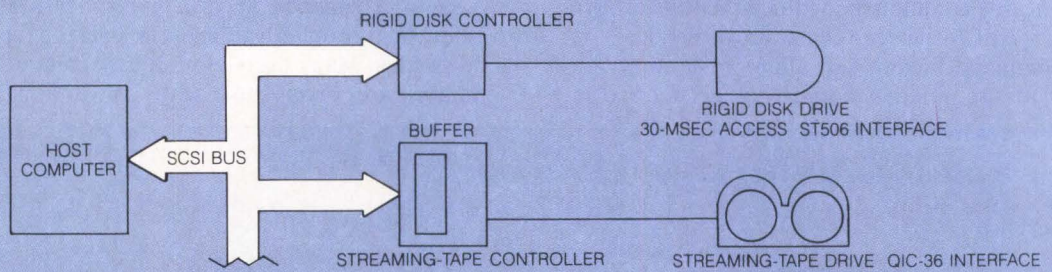 RIGID DISK CONTROLLER
RIGID DISK DRIVE
30-MSEC ACCESS ST506 INTERFACE
HOST
COMPUTER
SCSI BUS
BUFFER
STREAMING-TAPE CONTROLLER
STREAMING-TAPE DRIVE QIC-36 INTERFACE